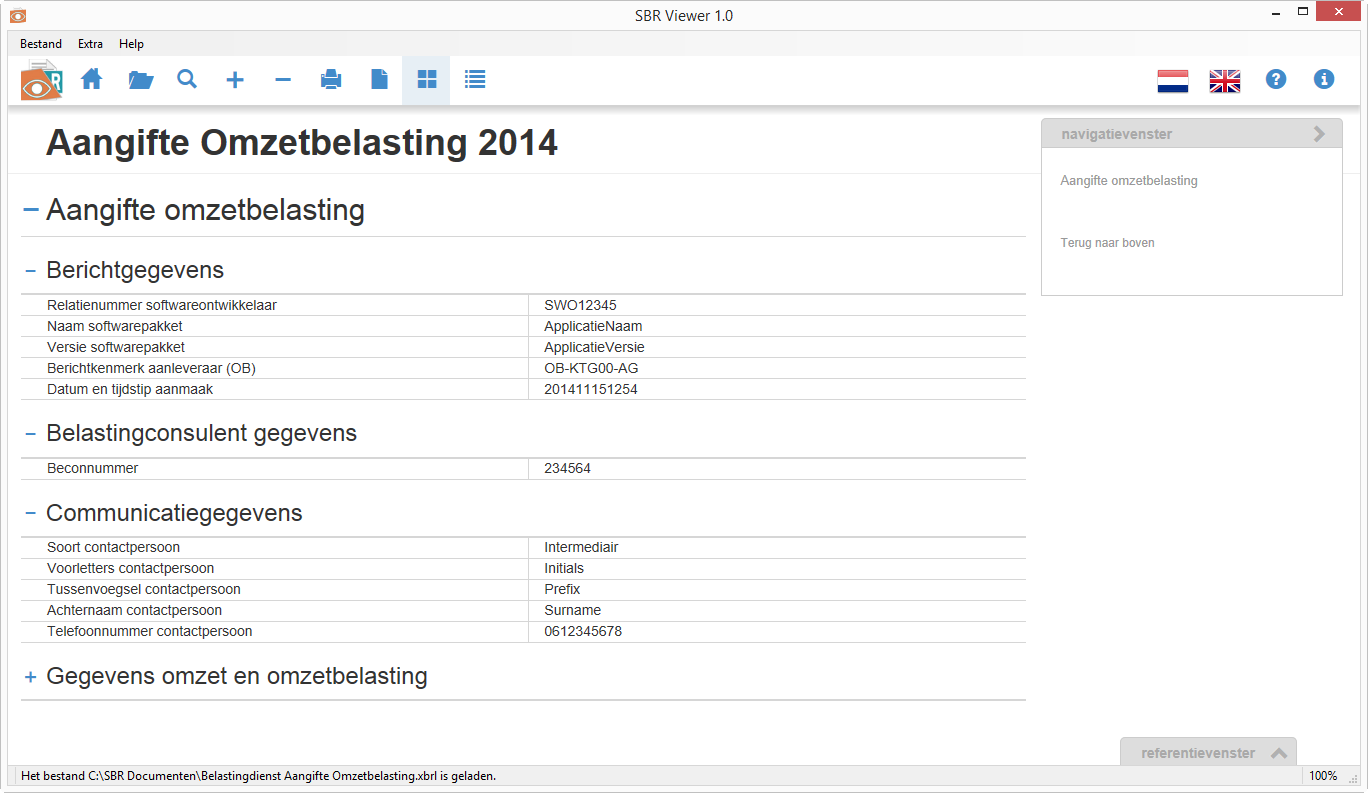 SBR Viewer 1.0
Bestand Extra Help
R
Aangifte Omzetbelasting 2014
navigatievenster
Aangifte omzetbelasting
Terug naar boven
Aangifte omzetbelasting
Berichtgegevens
Relatienummer softwareontwikkelaar SWO12345
Naam softwarepakket ApplicatieNaam
Versie softwarepakket ApplicatieVersie
Berichtkenmerk aanleveraar (OB) OB-KTG00-AG
Datum en tijdstip aanmaak 201411151254
Belastingconsulent gegevens
Beconnummer 234564
Communicatiegegevens
Soort contactpersoon Intermediair
Voorletters contactpersoon Initials
Tussenvoegsel contactpersoon Prefix
Achternaam contactpersoon Surname
Telefoonnummer contactpersoon 0612345678
Gegevens omzet en omzetbelasting
referentievenster
Het bestand C:\SBR Documenten\Belastingdienst Aangifte Omzetbelasting.xbrl is geladen. 100%